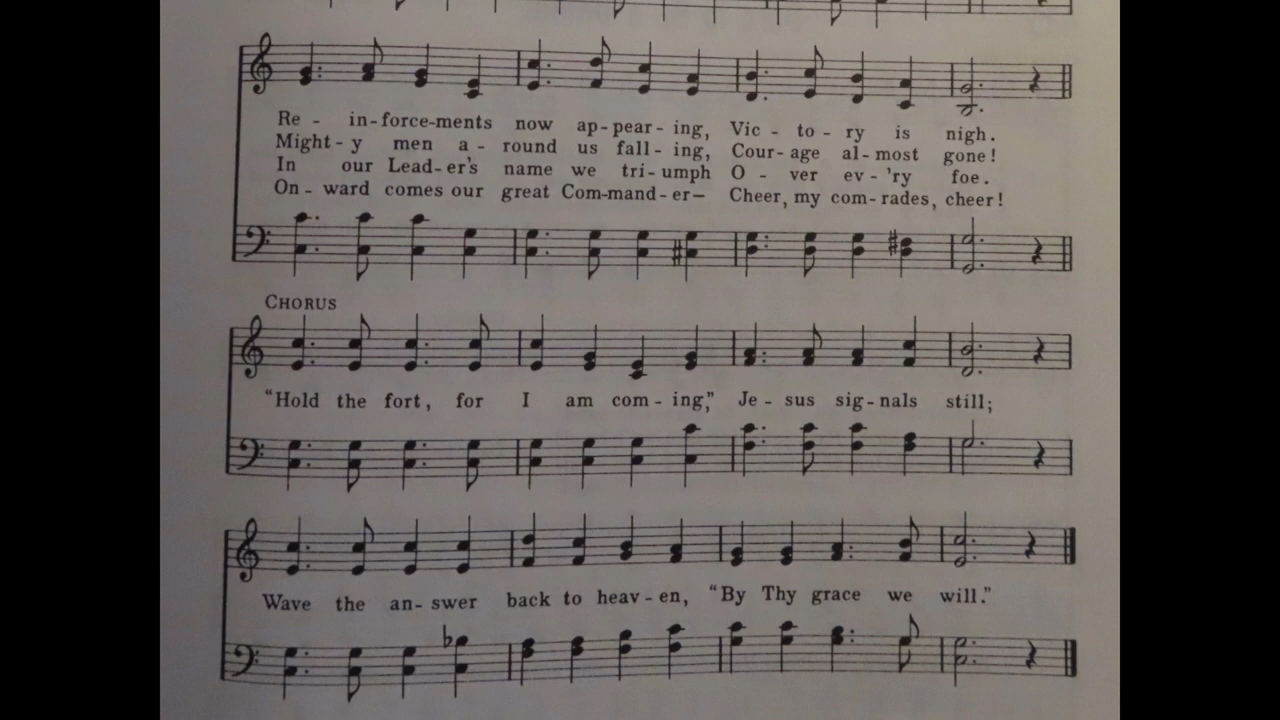 Re - in-force-ments now ap-pear-ing, Vic - to - ry is nigh.
Might-y men a - round us fall-ing, Cour-age al-most gone!
In our Lead-er's name we tri-umph O - ver ev-'ry foe.
On-ward comes our great Com-mand-er— Cheer, my com-rades, cheer!
CHORUS
"Hold the fort, for I am com-ing," Je - sus sig-nals still;
Wave the an-swer back to heav-en, "By Thy grace we will."